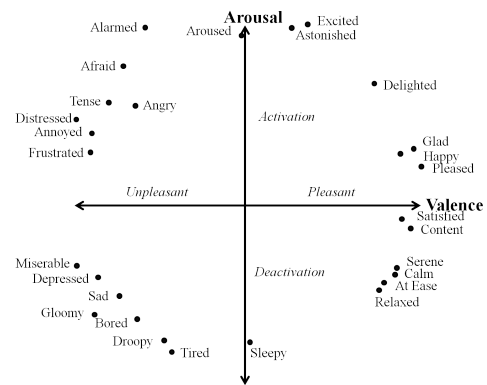 Arousal
Alarmed
Aroused
Excited
Astonished
Afraid
Delighted
Tense
Angry
Distressed
Activation
Annoyed
Glad
Frustrated
Happy
Pleased
Unpleasant
Pleasant
Valence
Satisfied
Content
Miserable
Serene
Depressed
Deactivation
Calm
At Ease
Sad
Relaxed
Gloomy
Bored
Droopy
Tired
Sleepy